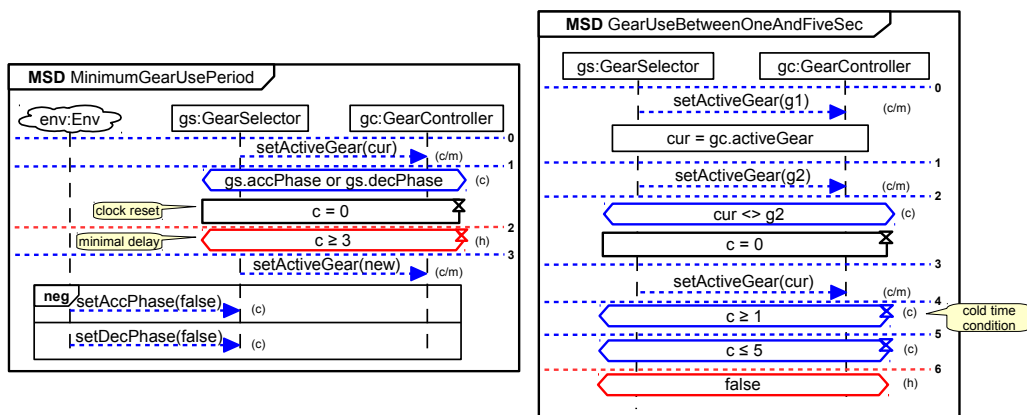 MSD MinimumGearUsePeriod
env:Env
gs:GearSelector
gc:GearController
0
setActiveGear(cur)
(c/m)
1
gs.accPhase or gs.decPhase
(c)
clock reset
c = 0
2
minimal delay
c ≥ 3
(h)
3
setActiveGear(new)
(c/m)
neg
setAccPhase(false)
(c)
setDecPhase(false)
(c)
MSD GearUseBetweenOneAndFiveSec
gs:GearSelector
gc:GearController
0
setActiveGear(g1)
(c/m)
cur = gc.activeGear
1
setActiveGear(g2)
(c/m)
2
cur <> g2
(c)
c = 0
3
setActiveGear(cur)
(c/m)
4
c ≥ 1
(c)
cold time
condition
5
c ≤ 5
(c)
6
false
(h)